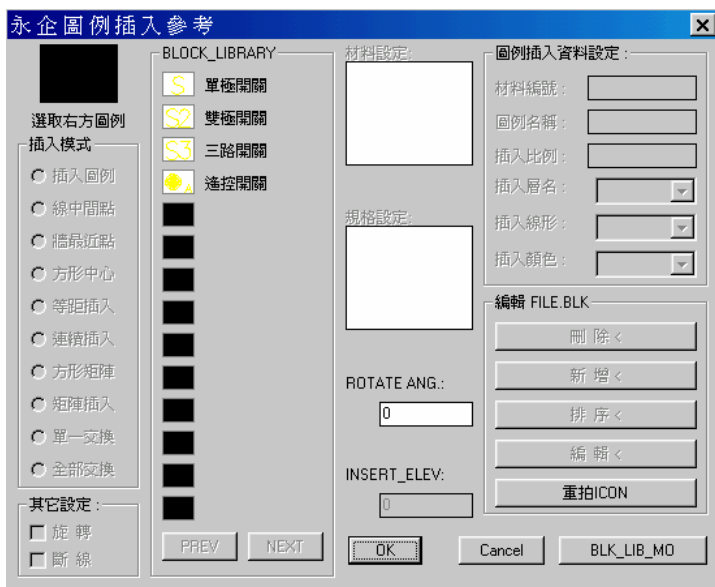 永企圖例插入參考
選取右方圖例
插入模式
插入圖例
線中間點
牆最近點
方形中心
等距插入
連續插入
方形矩陣
矩陣插入
單一交換
全部交換
其它設定：
旋 轉
斷 線
BLOCK_LIBRARY
S 單極開關
S2 雙極開關
S3 三路開關
A 遙控開關
PREV NEXT
材料設定:
規格設定:
ROTATE ANG.:
0
INSERT_ELEV:
0
圖例插入資料設定：
材料編號：
圖例名稱：
插入比例：
插入層名：
插入線形：
插入顏色：
編輯 FILE.BLK
刪 除 <
新 增 <
排 序 <
編 輯 <
重拍ICON
OK Cancel BLK_LIB_MO